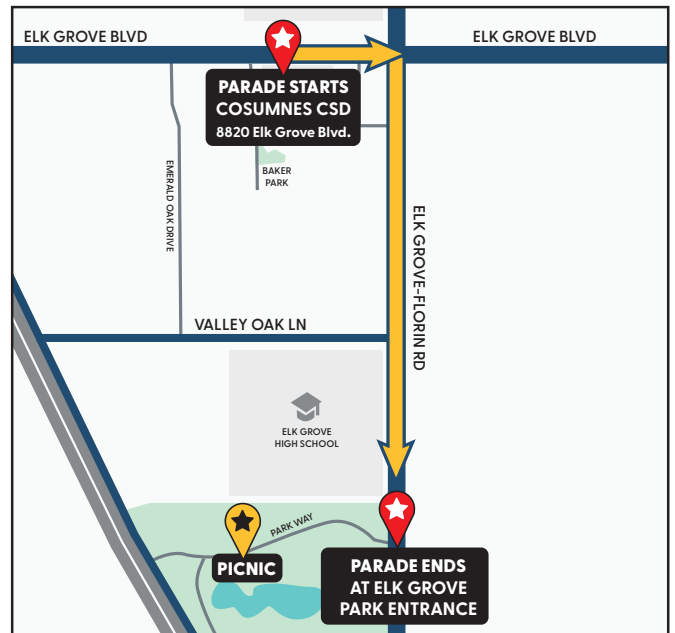 ELK GROVE BLVD
ELK GROVE BLVD
PARADE STARTS
COSUMNES CSD
8820 Elk Grove Blvd.
BAKER
PARK
EMERALD OAK DRIVE
ELK GROVE-FLORIN RD
VALLEY OAK LN
ELK GROVE
HIGH SCHOOL
PARK WAY
PICNIC
PARADE ENDS
AT ELK GROVE
PARK ENTRANCE